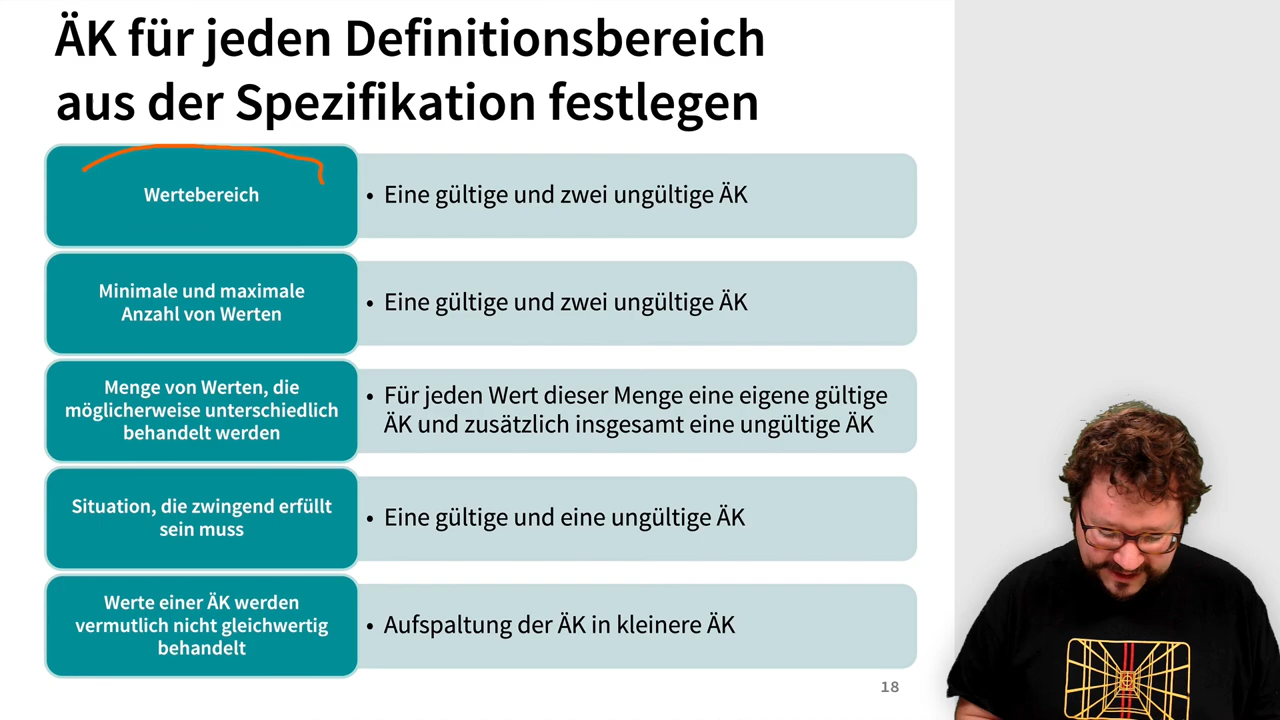 ÄK für jeden Definitionsbereich
aus der Spezifikation festlegen
Wertebereich
• Eine gültige und zwei ungültige ÄK
Minimale und maximale
Anzahl von Werten
• Eine gültige und zwei ungültige ÄK
Menge von Werten, die
möglicherweise unterschiedlich
behandelt werden
• Für jeden Wert dieser Menge eine eigene gültige
ÄK und zusätzlich insgesamt eine ungültige ÄK
Situation, die zwingend erfüllt
sein muss
• Eine gültige und eine ungültige ÄK
Werte einer ÄK werden
vermutlich nicht gleichwertig
behandelt
• Aufspaltung der ÄK in kleinere ÄK
18